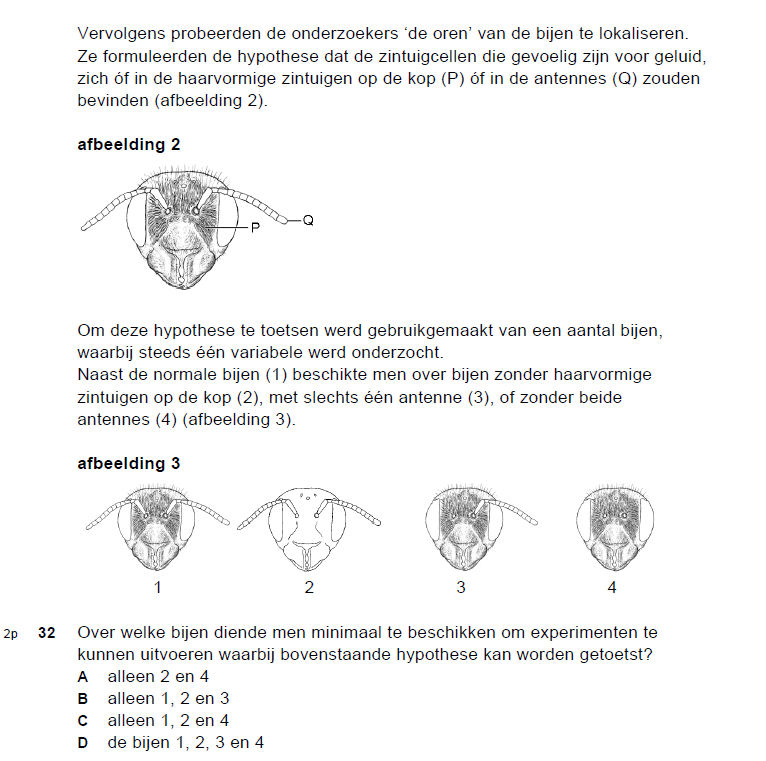 Vervolgens probeerden de onderzoekers ‘de oren’ van de bijen te lokaliseren.
Ze formuleerden de hypothese dat de zintuigcellen die gevoelig zijn voor geluid,
zich óf in de haarvormige zintuigen op de kop (P) óf in de antennes (Q) zouden
bevinden (afbeelding 2).
afbeelding 2
Q
P
Om deze hypothese te toetsen werd gebruikgemaakt van een aantal bijen,
waarbij steeds één variabele werd onderzocht.
Naast de normale bijen (1) beschikte men over bijen zonder haarvormige
zintuigen op de kop (2), met slechts één antenne (3), of zonder beide
antennes (4) (afbeelding 3).
afbeelding 3
1 2 3 4
2p 32 Over welke bijen diende men minimaal te beschikken om experimenten te
kunnen uitvoeren waarbij bovenstaande hypothese kan worden getoetst?
A alleen 2 en 4
B alleen 1, 2 en 3
C alleen 1, 2 en 4
D de bijen 1, 2, 3 en 4